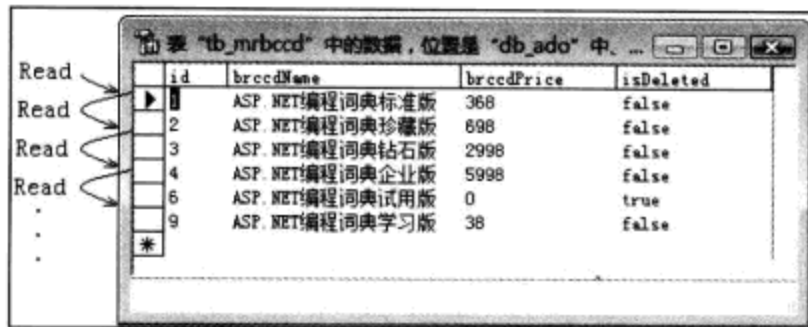 表 "tb_mrbccd" 中的数据，位置是 "db_ado" 中、...
id brccdName brccdPrice isDeleted
1 ASP.NET编程词典标准版 368 false
2 ASP.NET编程词典珍藏版 698 false
3 ASP.NET编程词典钻石版 2998 false
4 ASP.NET编程词典企业版 5998 false
6 ASP.NET编程词典试用版 0 true
9 ASP.NET编程词典学习版 38 false
Read
Read
Read
Read